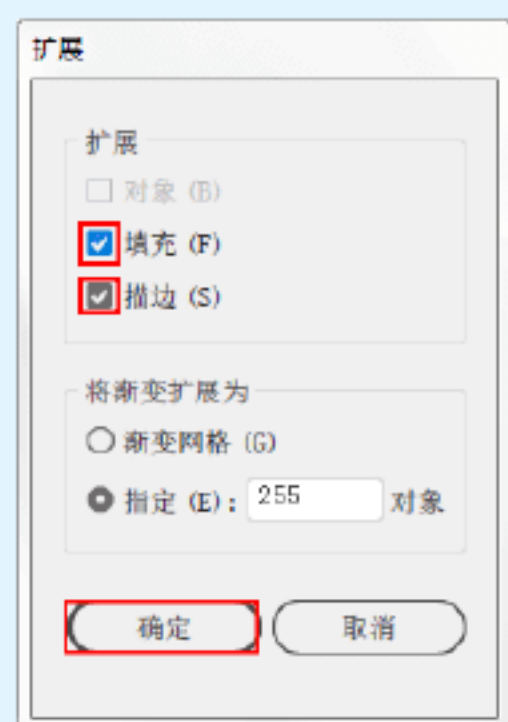 扩展
扩展
对象 (B)
填充 (F)
描边 (S)
将渐变扩展为
渐变网格 (G)
指定 (E): 255 对象
确定 取消